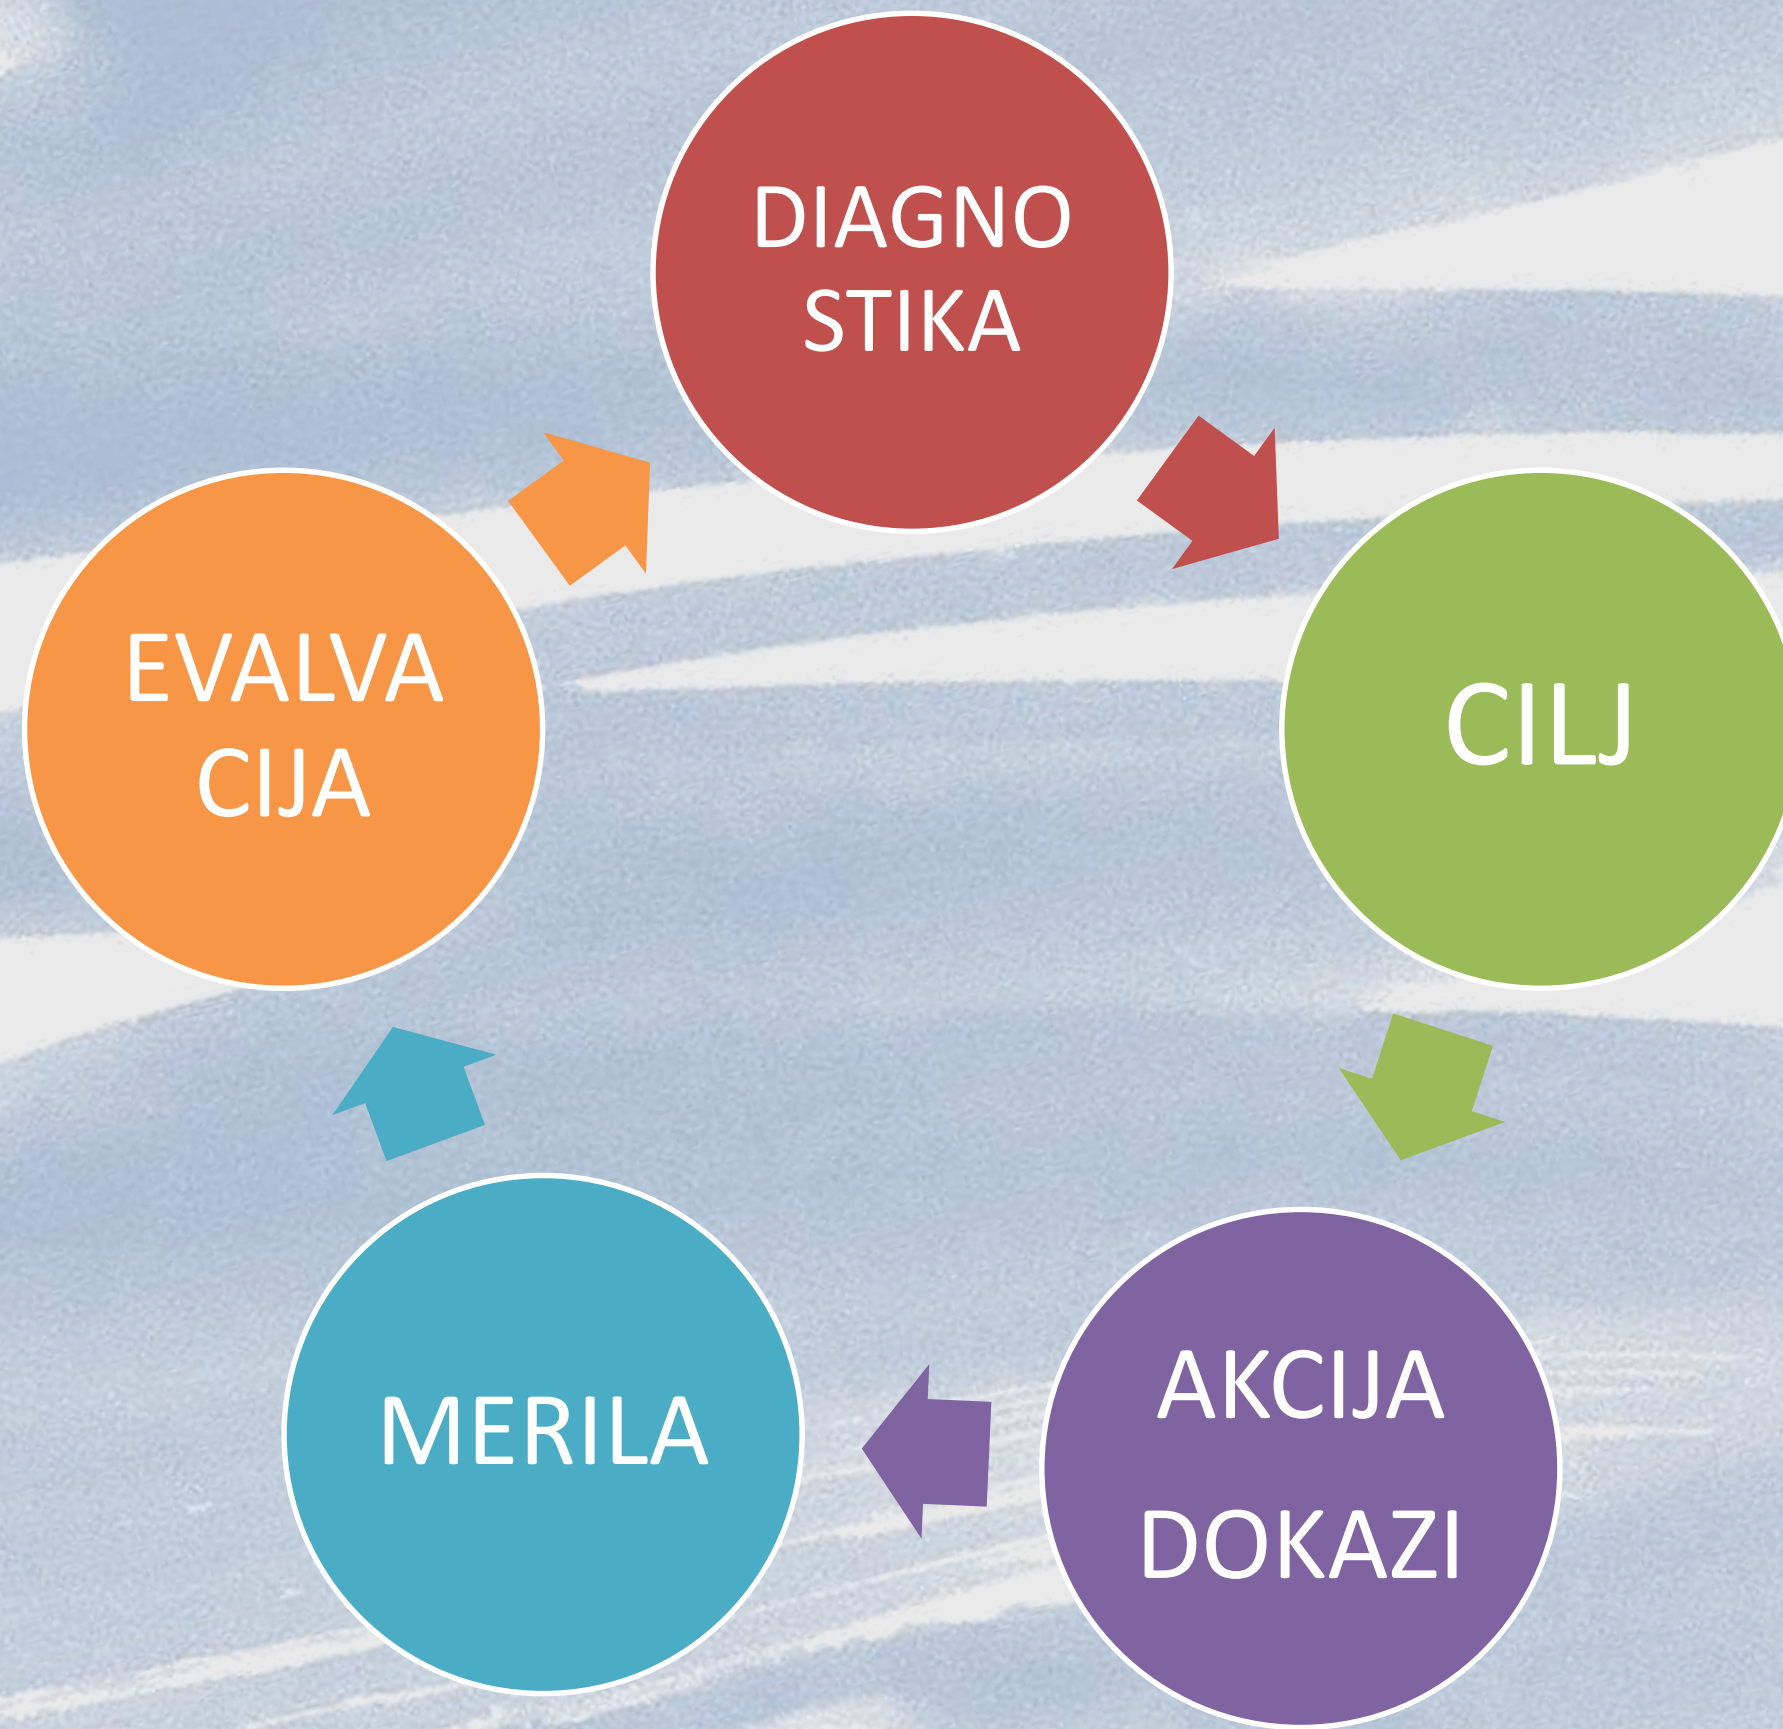 DIAGNO
STIKA
CILJ
AKCIJA
DOKAZI
MERILA
EVALVA
CIJA